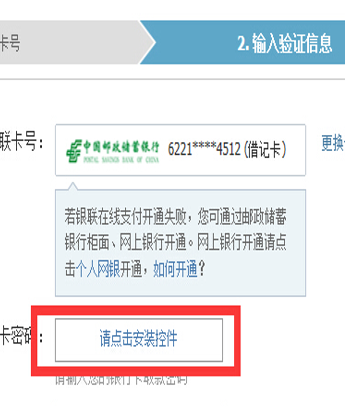 卡号
2. 输入验证信息
联卡号：
中国邮政储蓄银行
POSTAL SAVINGS BANK OF CHINA
6221****4512 (借记卡)
更换
若银联在线支付开通失败，您可通过邮政储蓄
银行柜面、网上银行开通。网上银行开通请点
击个人网银开通，如何开通？
卡密码：
请点击安装控件
请输入您的银行卡取款密码